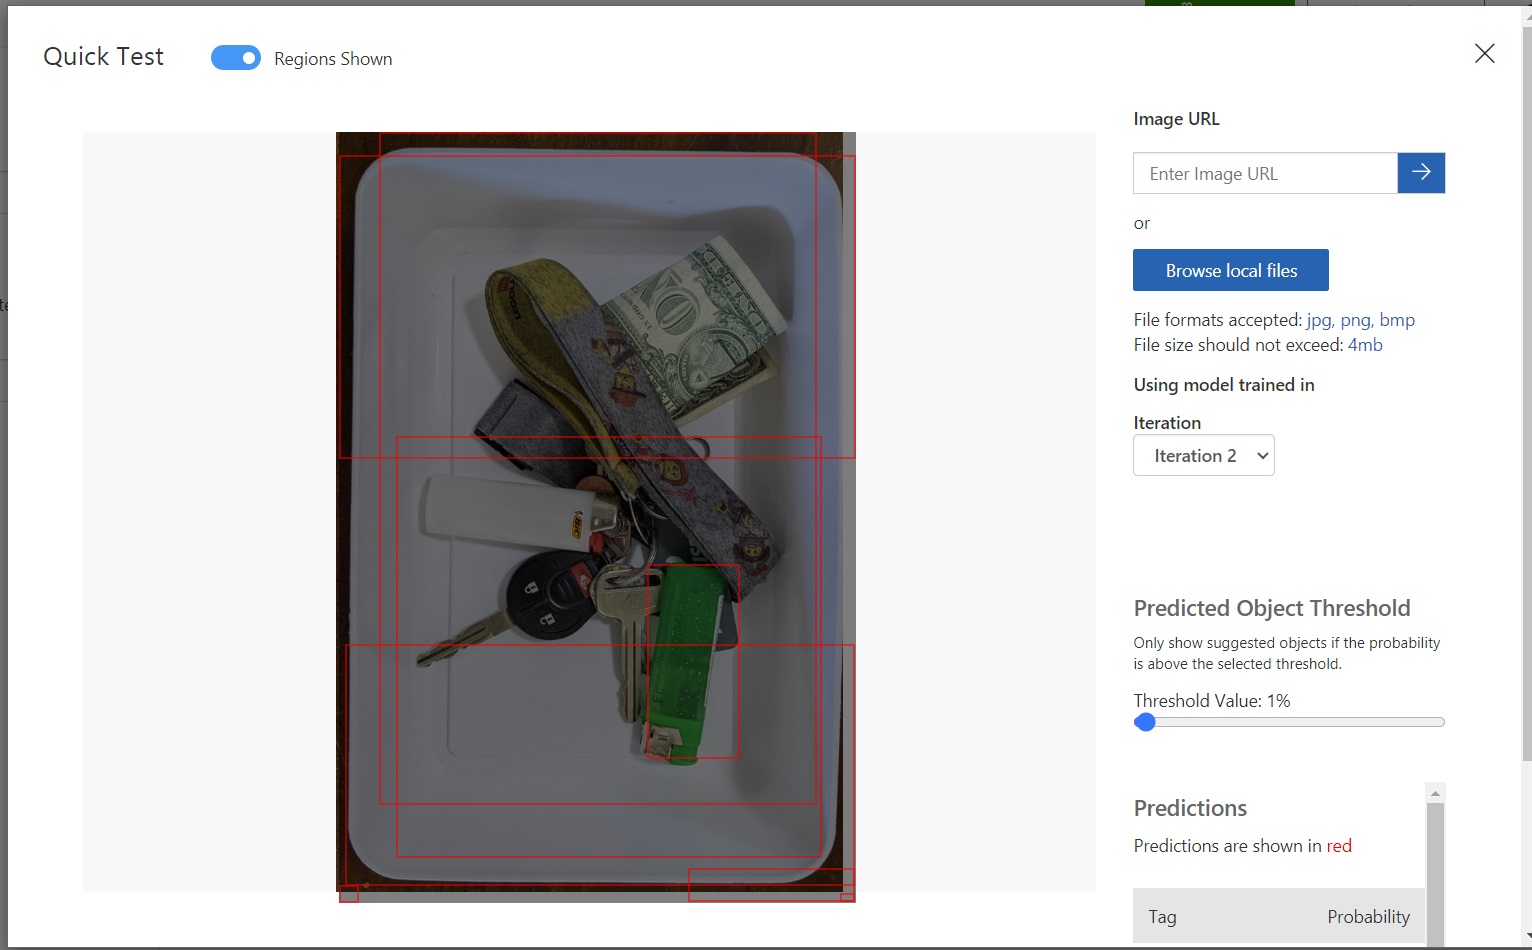 Quick Test
Regions Shown
Image URL
Enter Image URL
or
Browse local files
File formats accepted: jpg, png, bmp
File size should not exceed: 4mb
Using model trained in
Iteration
Iteration 2
Predicted Object Threshold
Only show suggested objects if the probability
is above the selected threshold.
Threshold Value: 1%
Predictions
Predictions are shown in red
Tag Probability
BIC
ONE